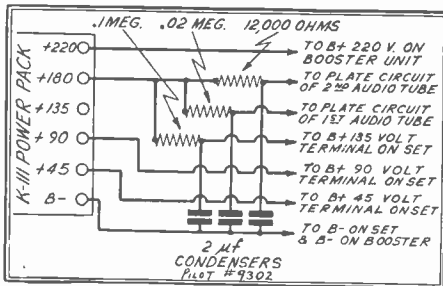 .1MEG. .02 MEG. 12,000 OHMS
K-111 POWER PACK
+220
+180
+135
+90
+45
B-
TO B+ 220 V. ON
BOOSTER UNIT
TO PLATE CIRCUIT
OF 2ND AUDIO TUBE
TO PLATE CIRCUIT
OF 1ST AUDIO TUBE
TO B+135 VOLT
TERMINAL ON SET
TO B+ 90 VOLT
TERMINAL ON SET
TO B+ 45 VOLT
TERMINAL ON SET
TO B- ON SET
& B- ON BOOSTER
2 µf
CONDENSERS
PILOT #9302